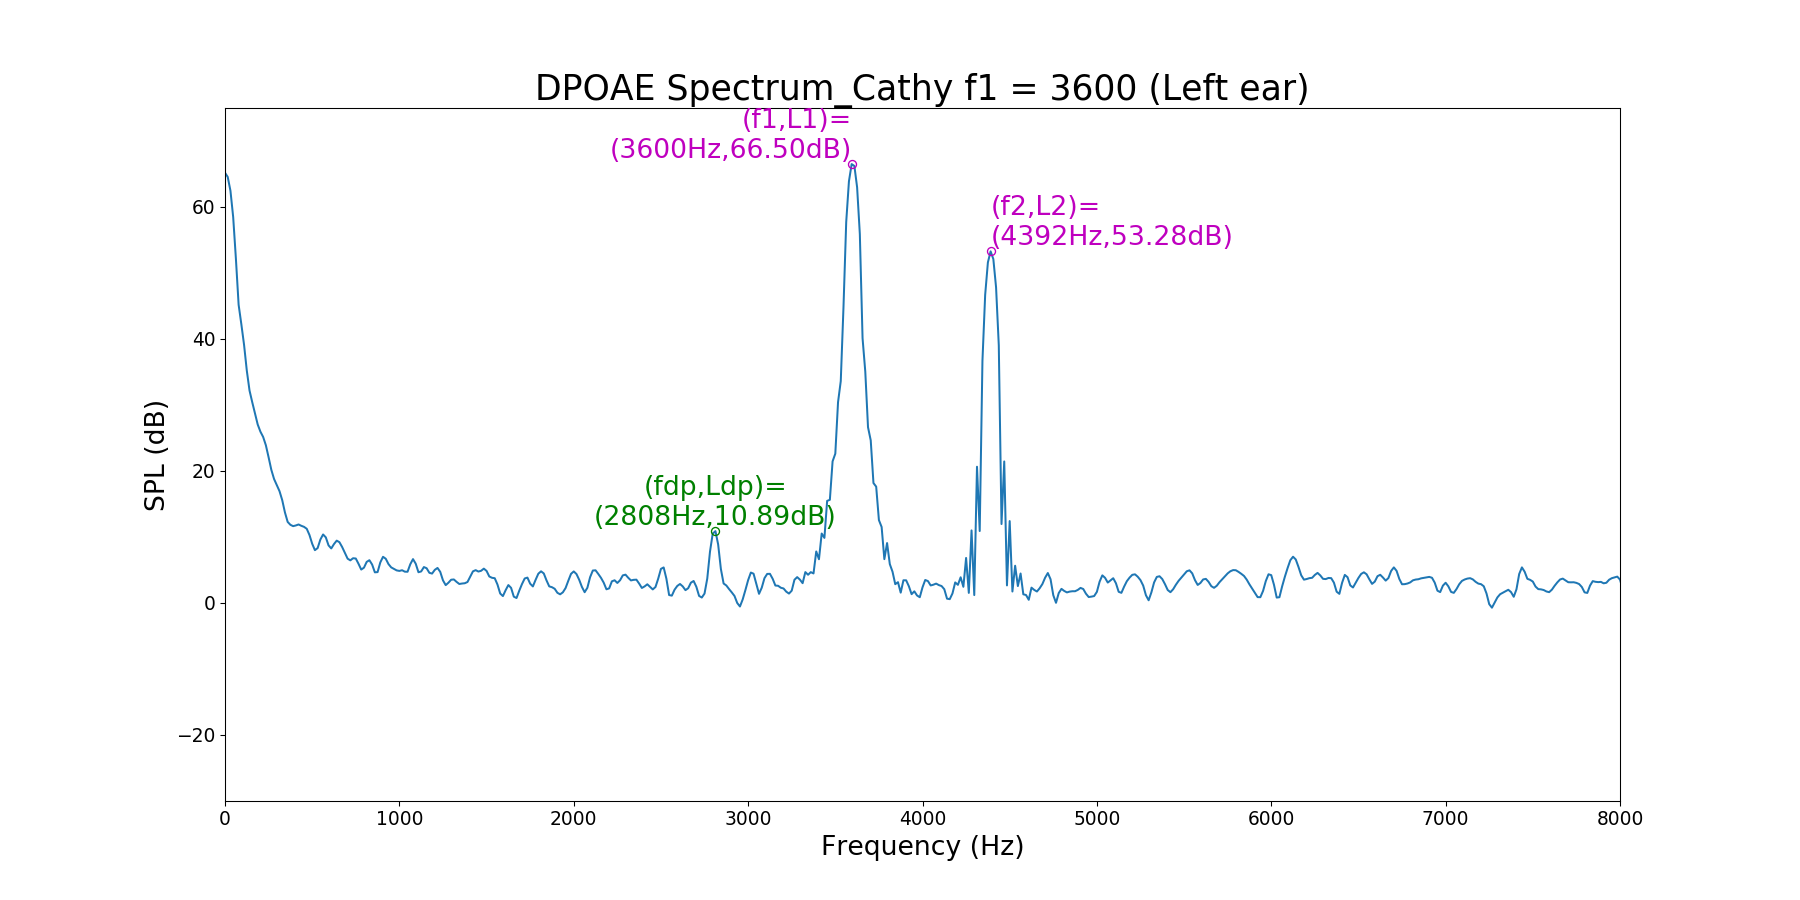 DPOAE Spectrum_Cathy f1 = 3600 (Left ear)
(f1,L1)=
(3600Hz,66.50dB)
(f2,L2)=
(4392Hz,53.28dB)
(fdp,Ldp)=
(2808Hz,10.89dB)
SPL (dB)
60
40
20
0
−20
0 1000 2000 3000 4000 5000 6000 7000 8000
Frequency (Hz)